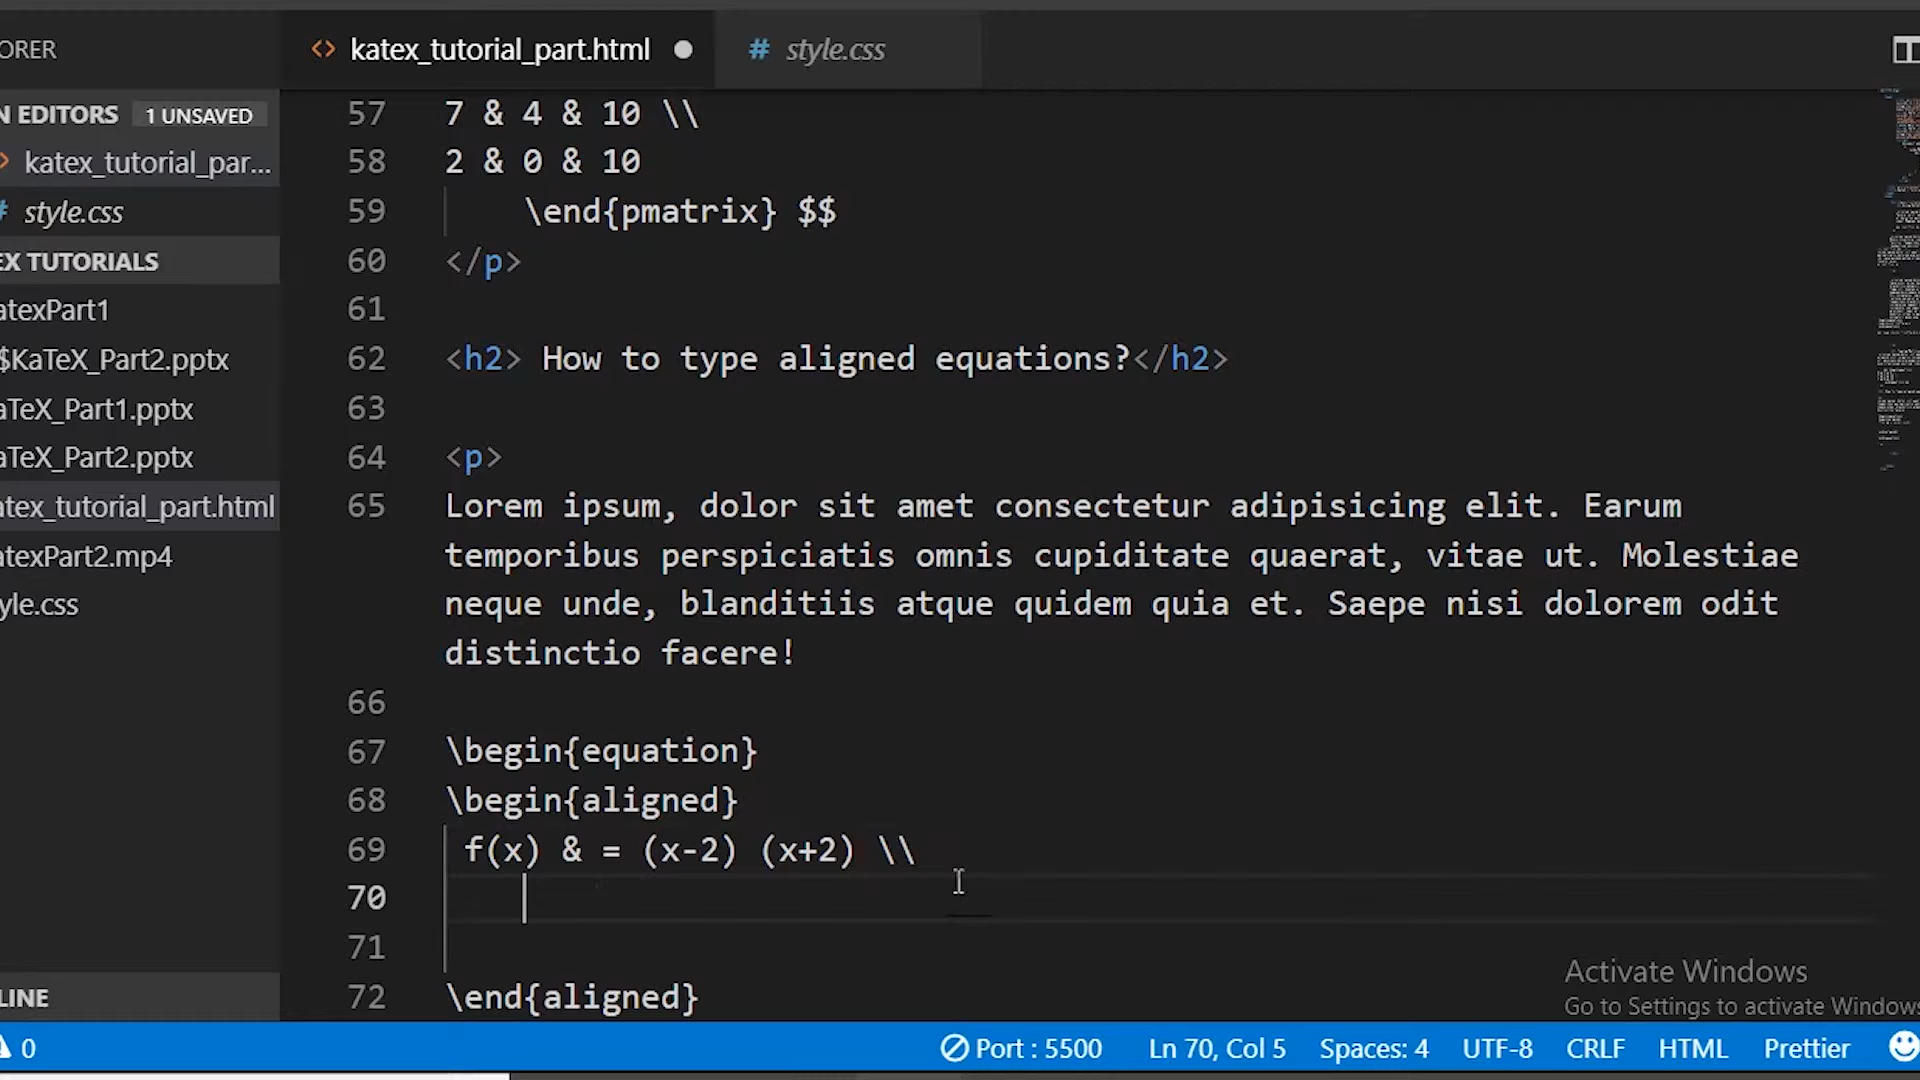 ORER
katex_tutorial_part.html
# style.css
N EDITORS 1 UNSAVED
katex_tutorial_par...
style.css
EX TUTORIALS
atexPart1
$KaTeX_Part2.pptx
aTeX_Part1.pptx
aTeX_Part2.pptx
atex_tutorial_part.html
atexPart2.mp4
yle.css
LINE
57 7 & 4 & 10 \\
58 2 & 0 & 10
59 \end{pmatrix} $$
60 </p>
61
62 <h2> How to type aligned equations?</h2>
63
64 <p>
65 Lorem ipsum, dolor sit amet consectetur adipisicing elit. Earum
temporibus perspiciatis omnis cupiditate quaerat, vitae ut. Molestiae
neque unde, blanditiis atque quidem quia et. Saepe nisi dolorem odit
distinctio facere!
66
67 \begin{equation}
68 \begin{aligned}
69 f(x) & = (x-2) (x+2) \\
70
71
72 \end{aligned}
Activate Windows
Go to Settings to activate Windows
0 Port : 5500 Ln 70, Col 5 Spaces: 4 UTF-8 CRLF HTML Prettier